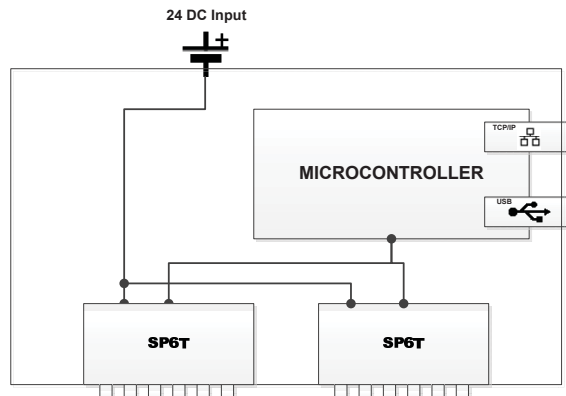 24 DC Input
TCP/IP
MICROCONTROLLER
USB
SP6T
SP6T